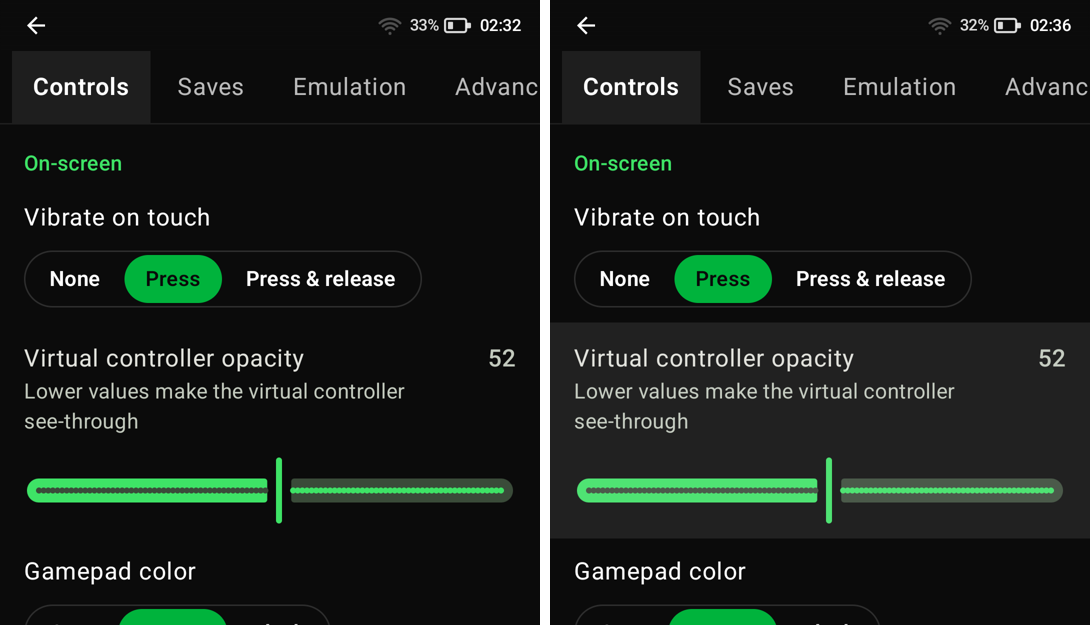 33% 02:32
Controls Saves Emulation Advanc
On-screen
Vibrate on touch
None Press Press & release
Virtual controller opacity 52
Lower values make the virtual controller
see-through
Gamepad color
32% 02:36
Controls Saves Emulation Advanc
On-screen
Vibrate on touch
None Press Press & release
Virtual controller opacity 52
Lower values make the virtual controller
see-through
Gamepad color